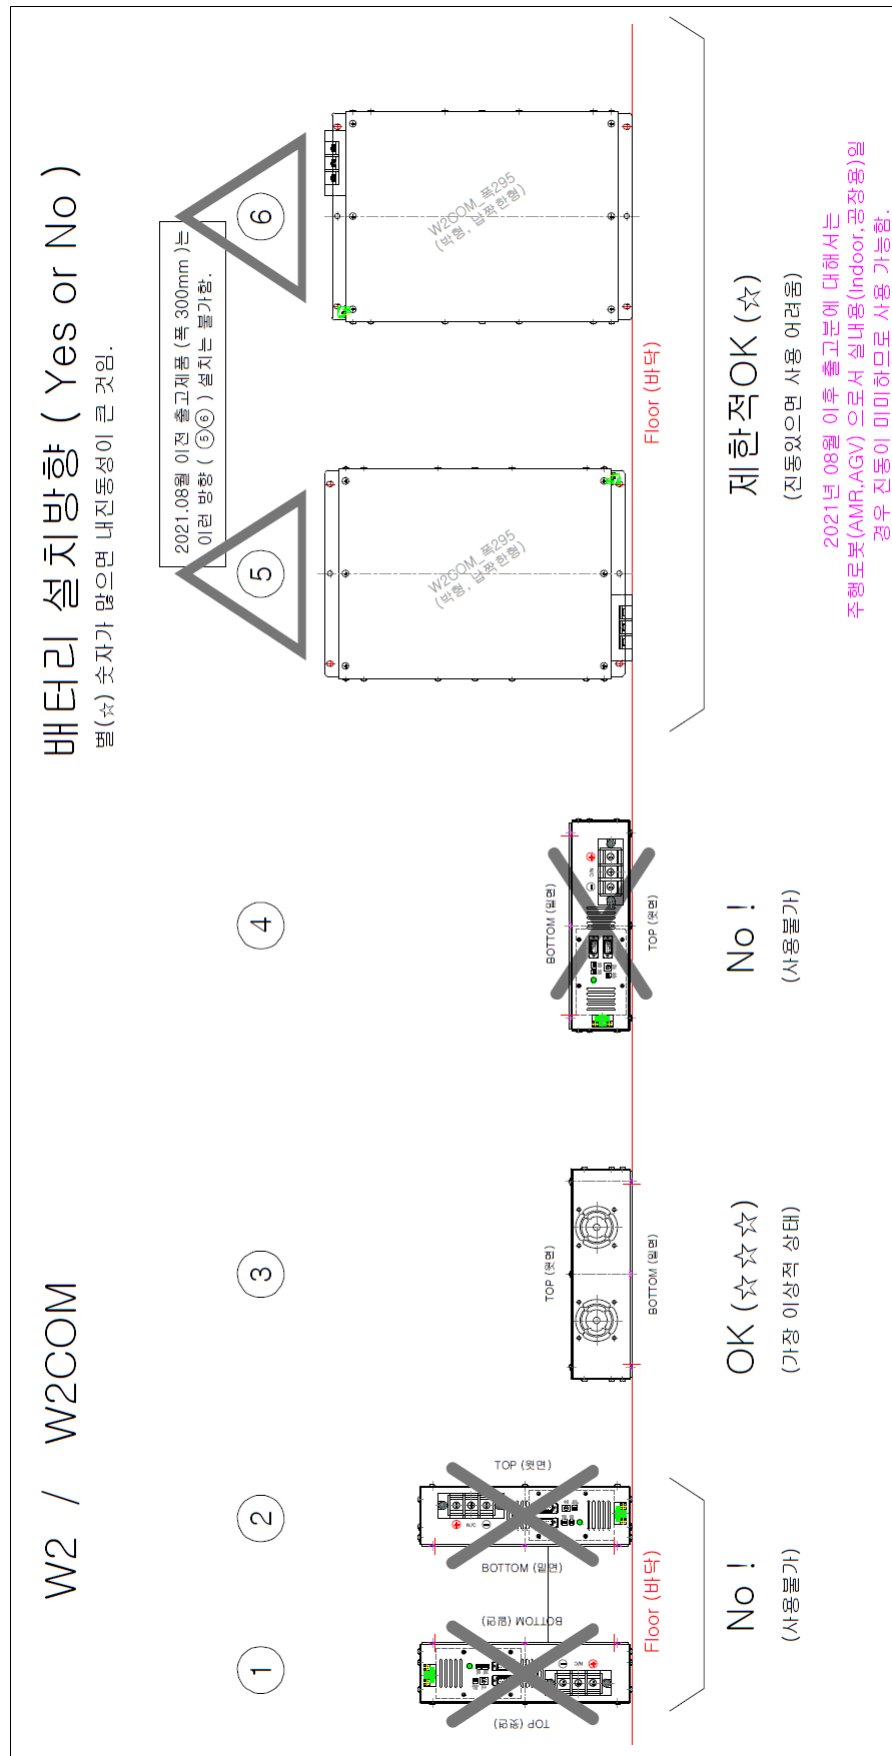 W2 / W2COM
배터리 설치방향 ( Yes or No )
별(☆) 숫자가 많으면 내진동성이 큰 것임.
2021.08월 이전 출고제품 (폭 300mm )는
이런 방향 ( ⑤⑥ ) 설치는 불가함.
①
②
③
④
⑤
⑥
TOP (윗면)
BOTTOM (밑면)
N/C
TOP (윗면)
BOTTOM (밑면)
N/C
TOP (윗면)
BOTTOM (밑면)
BOTTOM (밑면)
TOP (윗면)
N/C
W2COM_폭295
(박형, 납짝한형)
W2COM_폭295
(박형, 납짝한형)
Floor (바닥)
Floor (바닥)
No !
(사용불가)
OK (☆☆☆)
(가장 이상적 상태)
No !
(사용불가)
제한적OK (☆)
(진동있으면 사용 어려움)
2021년 08월 이후 출고분에 대해서는
주행로봇(AMR,AGV) 으로서 실내용(Indoor,공장용)일
경우 진동이 미미하므로 사용 가능함.